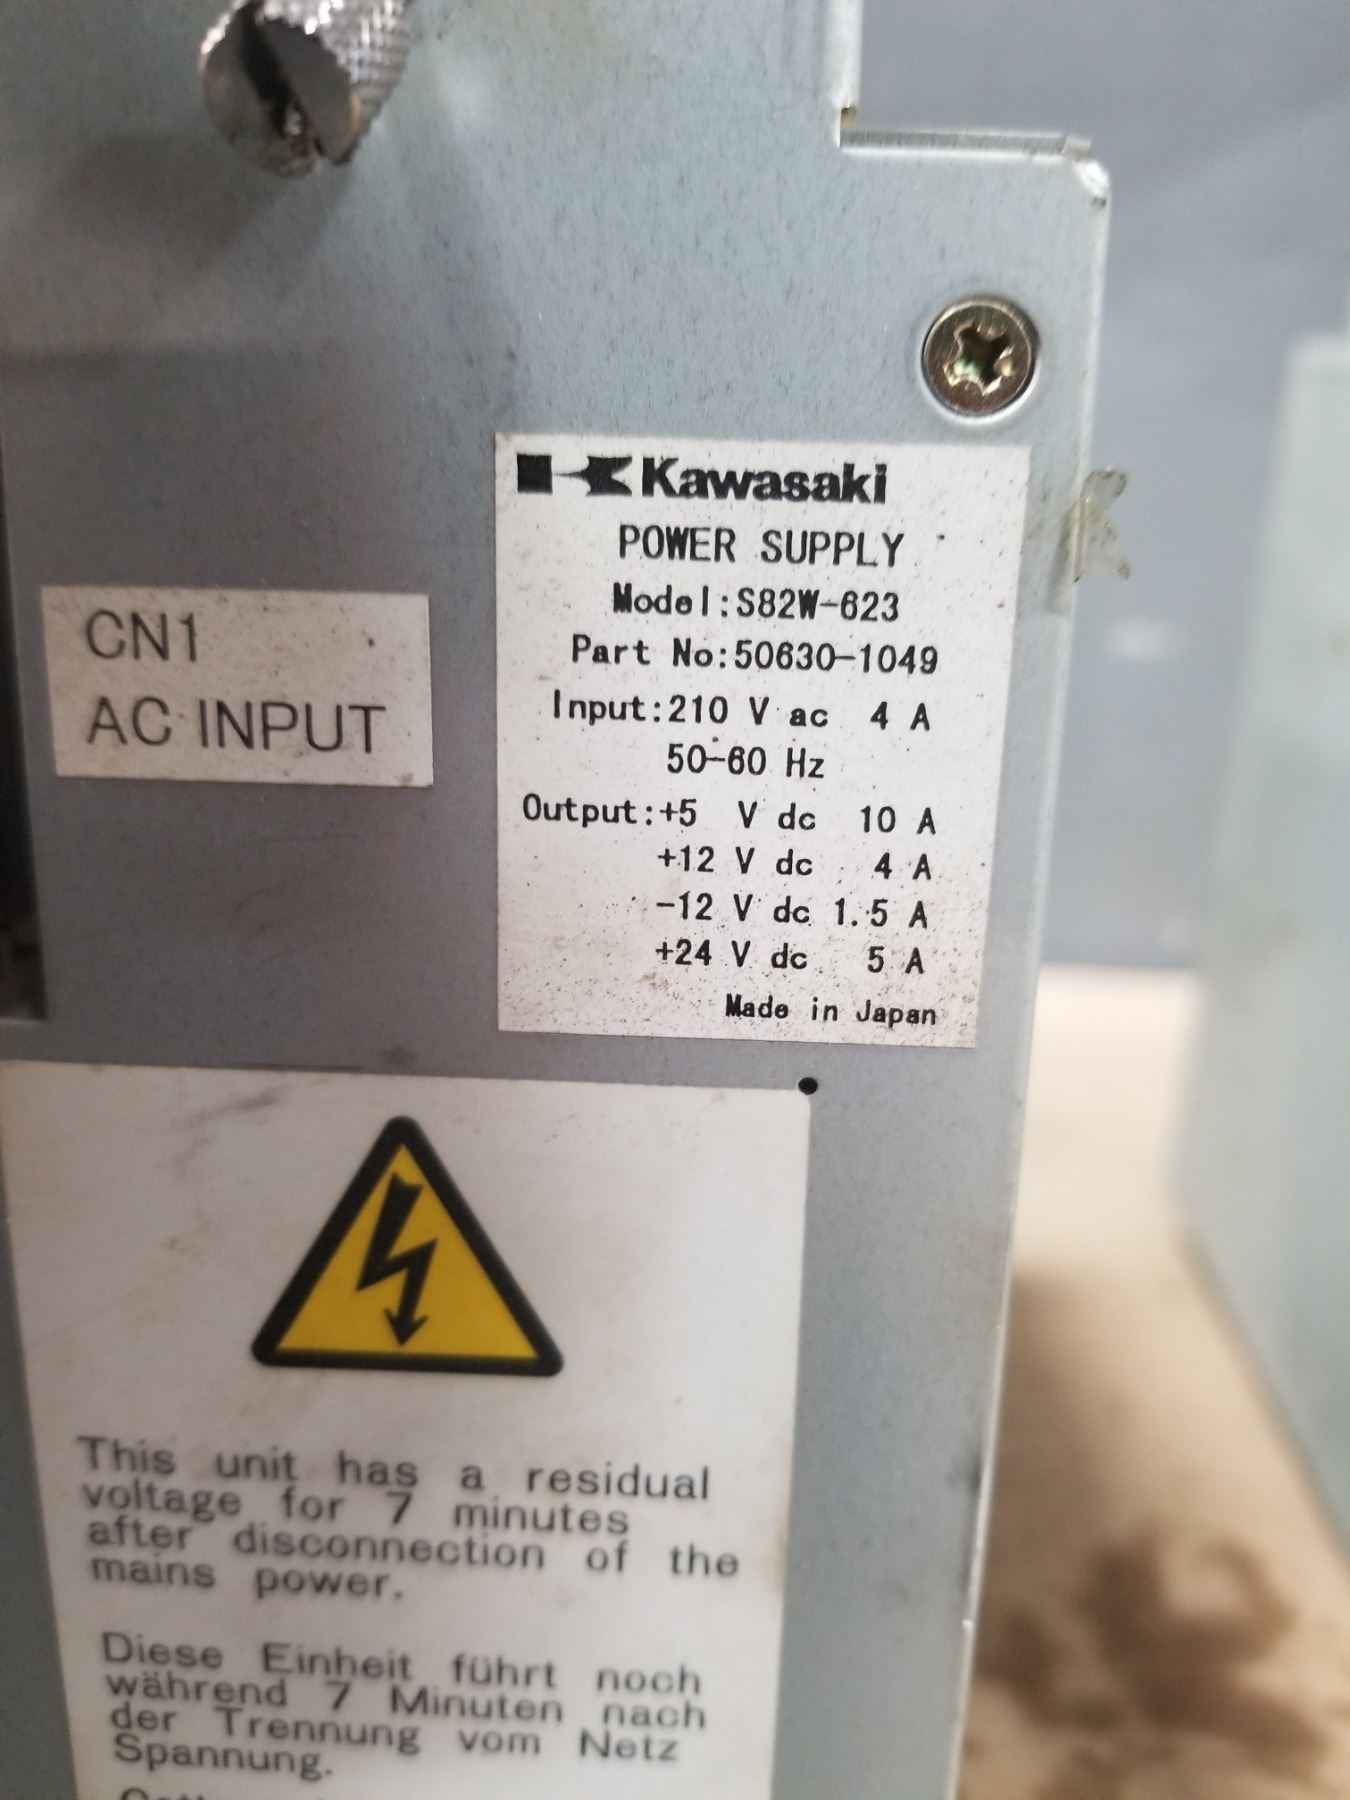 Kawasaki
POWER SUPPLY
Model:S82W-623
Part No:50630-1049
Input:210 V ac 4 A
50-60 Hz
Output:+5 V dc 10 A
+12 V dc 4 A
-12 V dc 1.5 A
+24 V dc 5 A
Made in Japan
CN1
AC INPUT
This unit has a residual
voltage for 7 minutes
after disconnection of the
mains power.
Diese Einheit führt noch
während 7 Minuten nach
der Trennung vom Netz
Spannung.